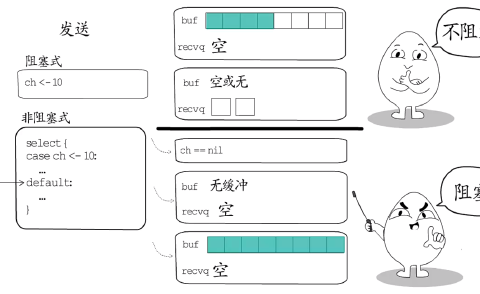 发送
阻塞式
ch <- 10
非阻塞式
select {
case ch <- 10:
...
default:
...
}
buf
recvq 空
buf 空或无
recvq
ch == nil
buf 无缓冲
recvq 空
buf
recvq 空
不阻
阻塞